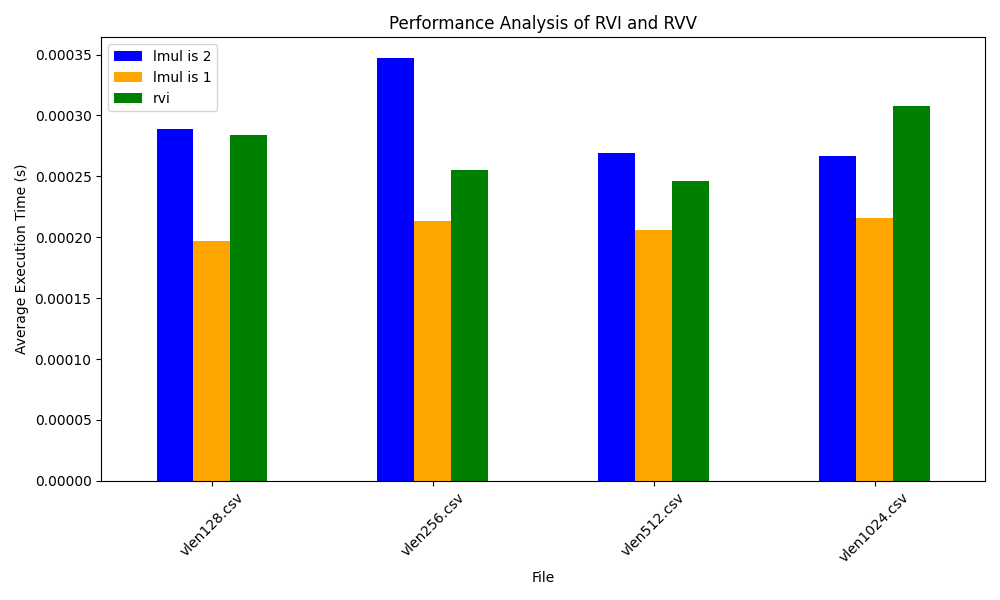 Performance Analysis of RVI and RVV
lmul is 2
lmul is 1
rvi
Average Execution Time (s)
0.00035
0.00030
0.00025
0.00020
0.00015
0.00010
0.00005
0.00000
vlen128.csv
vlen256.csv
vlen512.csv
vlen1024.csv
File